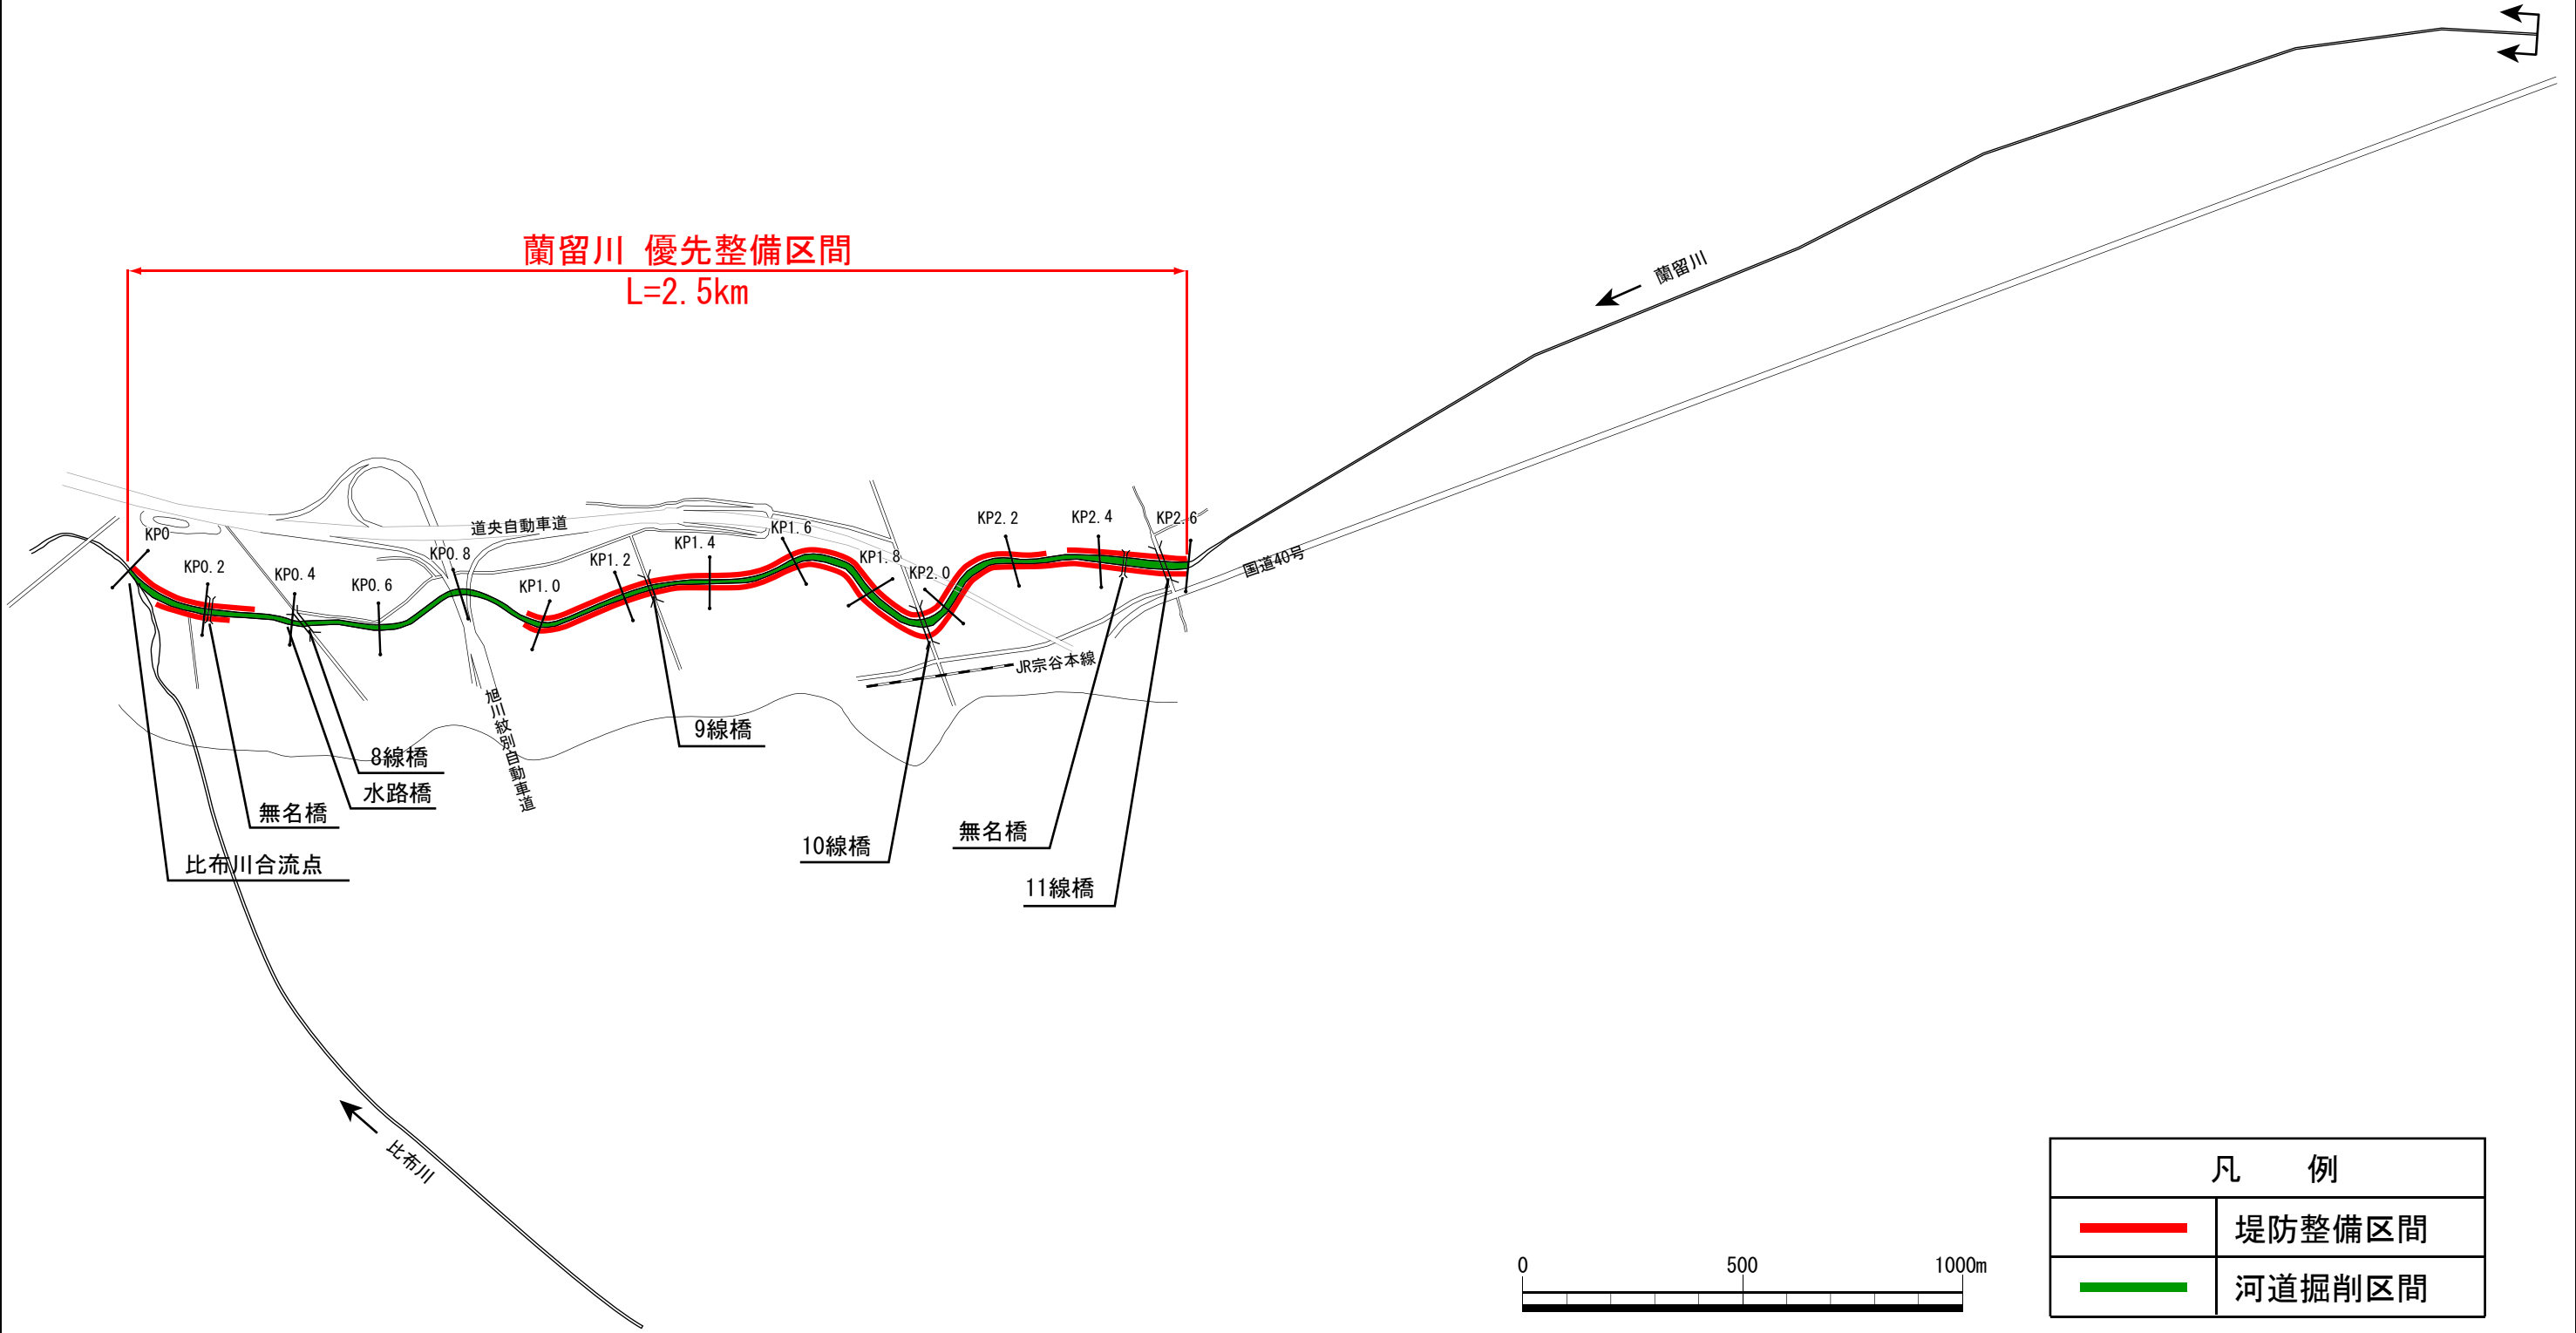 蘭留川 優先整備区間
L=2.5km
蘭留川
道央自動車道
KP0
KP0.2
KP0.4
KP0.6
KP0.8
KP1.0
KP1.2
KP1.4
KP1.6
KP1.8
KP2.0
KP2.2
KP2.4
KP2.6
国道40号
JR宗谷本線
旭川紋別自動車道
9線橋
8線橋
水路橋
無名橋
比布川合流点
10線橋
無名橋
11線橋
比布川
0 500 1000m
凡 例
堤防整備区間
河道掘削区間